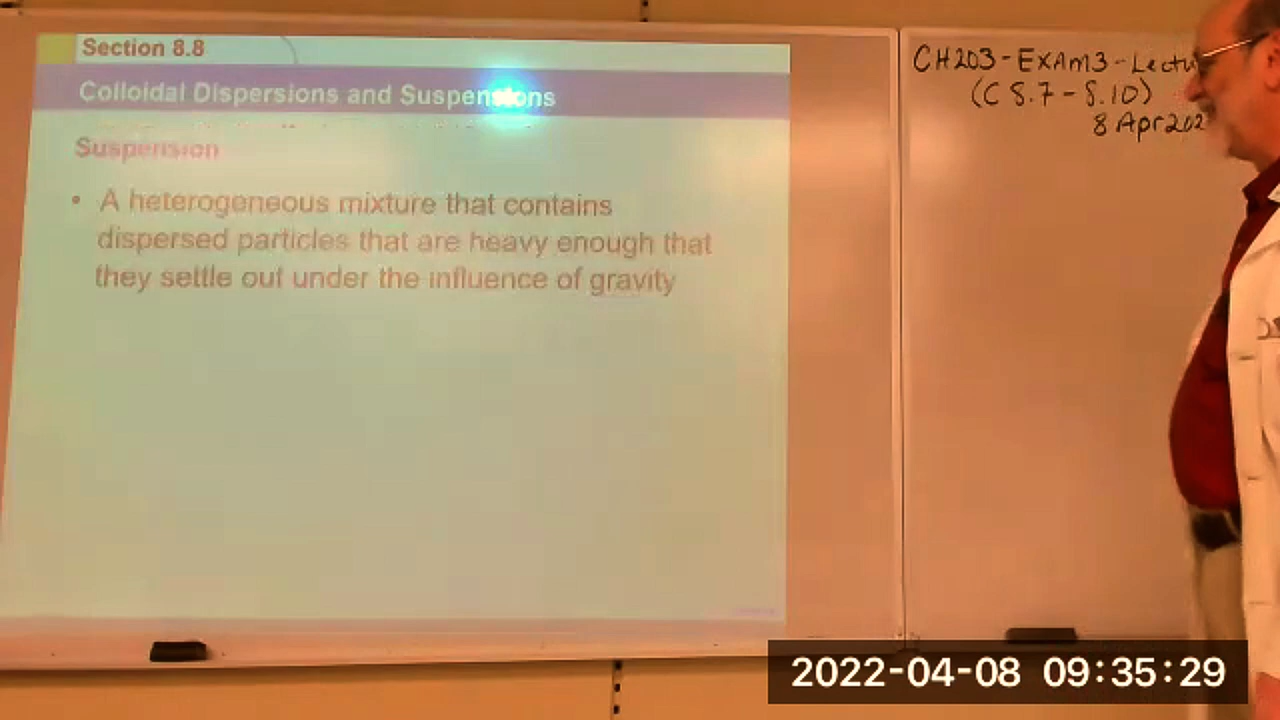 Section 8.8
Colloidal Dispersions and Suspensions
Suspension
• A heterogeneous mixture that contains
dispersed particles that are heavy enough that
they settle out under the influence of gravity
CH203-EXAm3-Lectu
(C 8.7-8.10)
8 Apr 202
2022-04-08 09:35:29